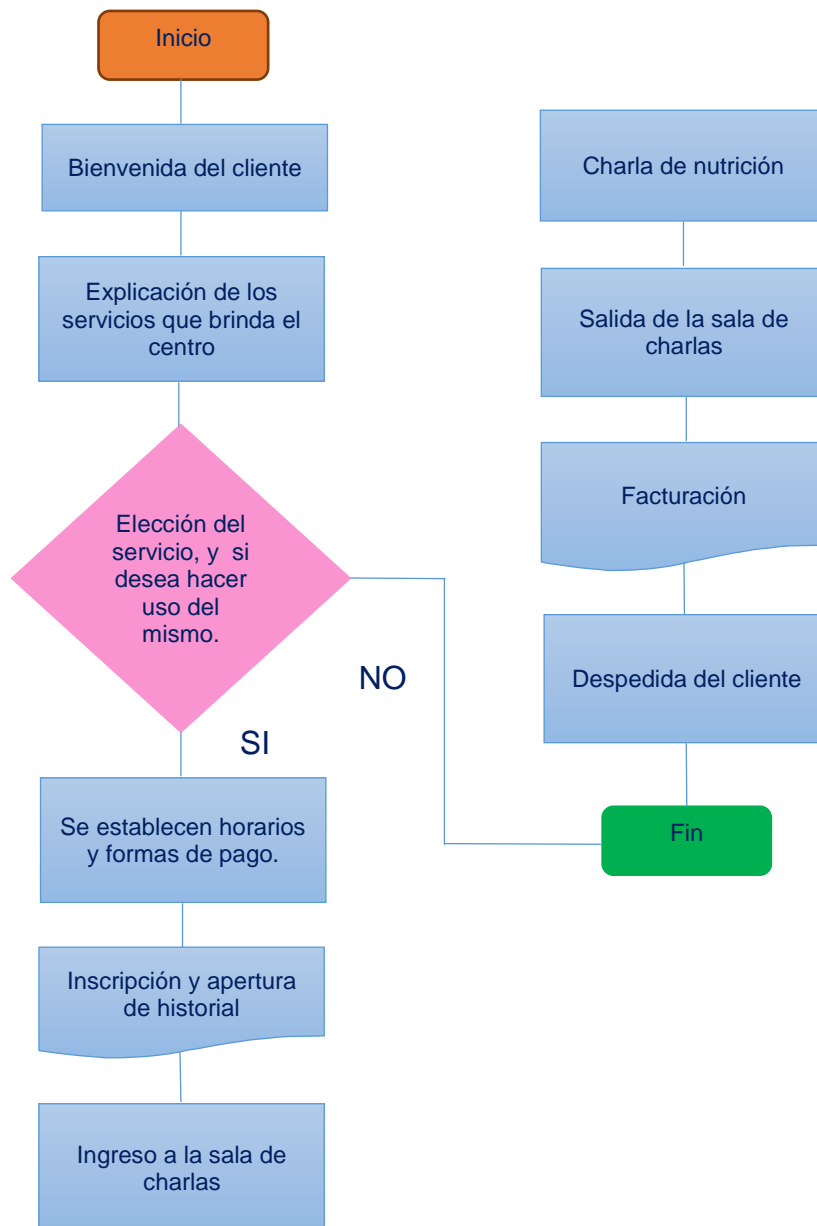 Inicio
Bienvenida del cliente
Explicación de los
servicios que brinda el
centro
Elección del
servicio, y si
desea hacer
uso del
mismo.
NO
SI
Se establecen horarios
y formas de pago.
Inscripción y apertura
de historial
Ingreso a la sala de
charlas
Charla de nutrición
Salida de la sala de
charlas
Facturación
Despedida del cliente
Fin